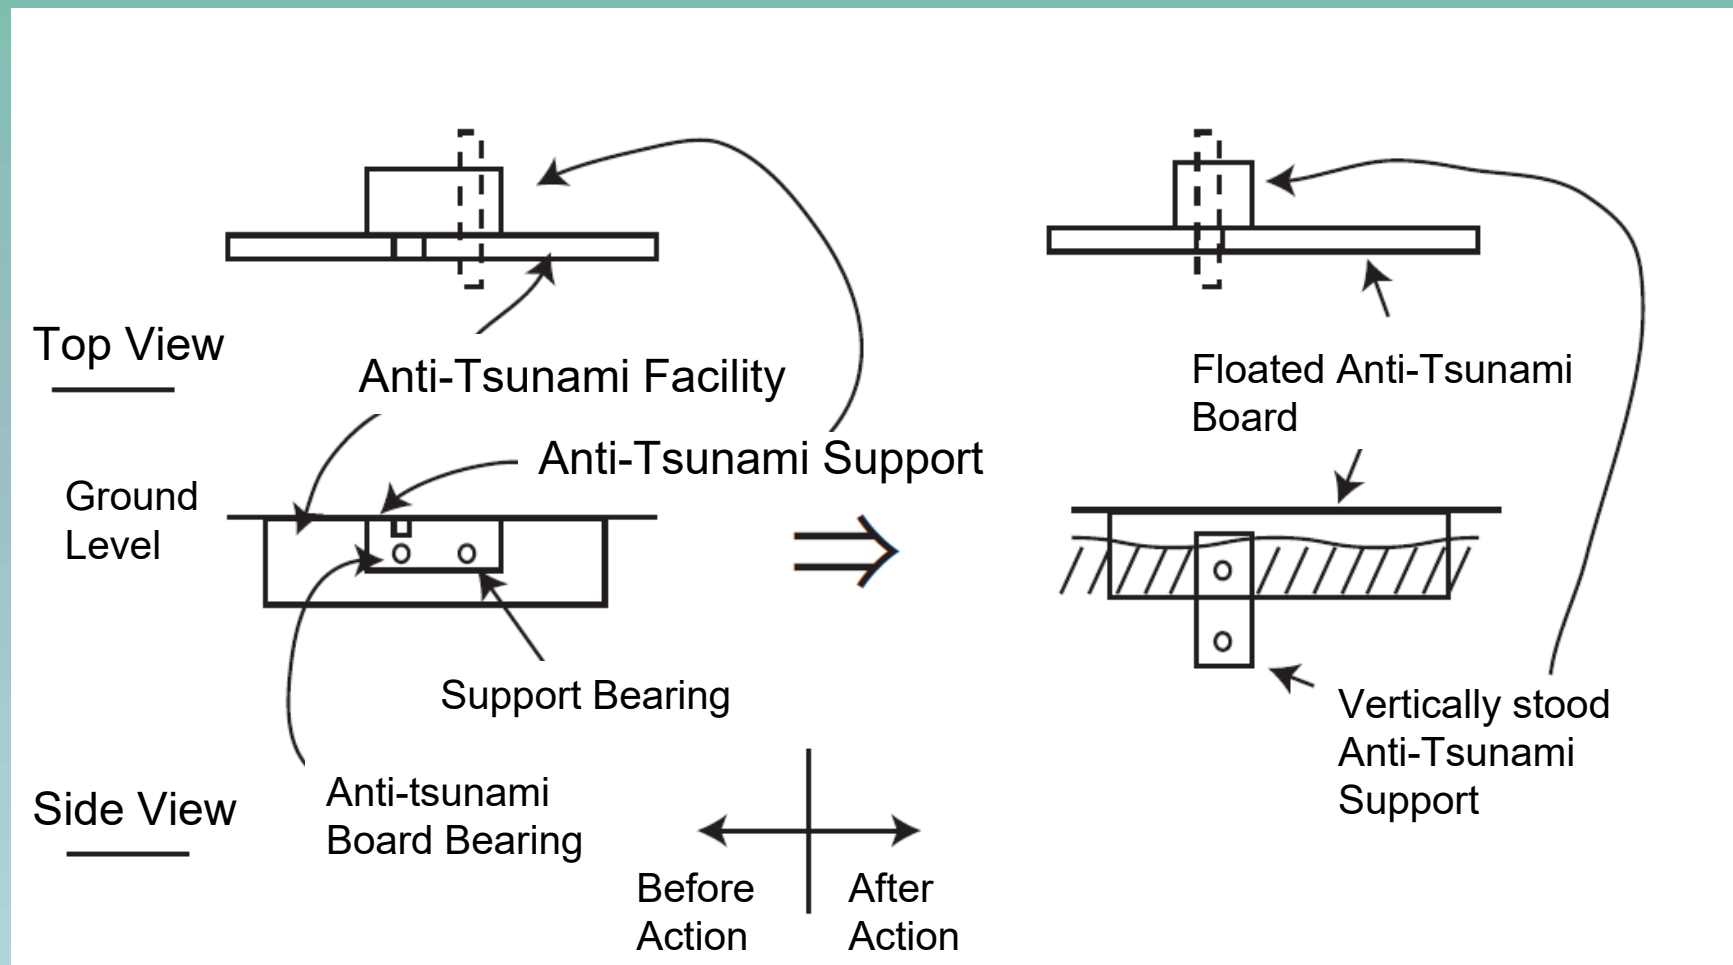 Top View
Anti-Tsunami Facility
Anti-Tsunami Support
Ground
Level
Support Bearing
Side View
Anti-tsunami
Board Bearing
Before
Action
After
Action
Floated Anti-Tsunami
Board
Vertically stood
Anti-Tsunami
Support